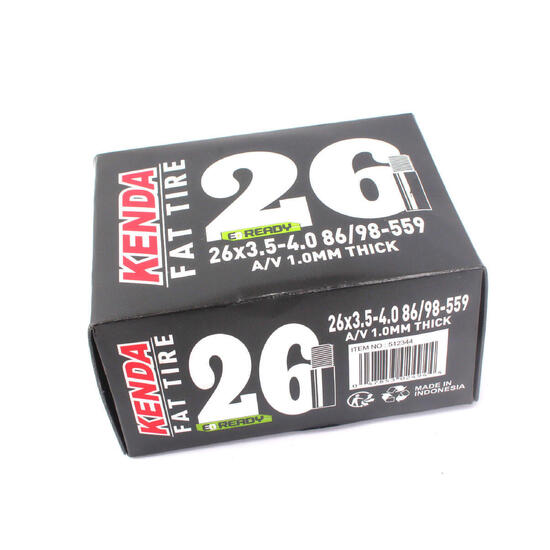 KENDA
FAT TIRE
26
E READY
26x3.5-4.0 86/98-559
A/V 1.0MM THICK
KENDA
FAT TIRE
26
E READY
26x3.5-4.0 86/98-559
A/V 1.0MM THICK
ITEM NO : 512344
MADE IN
INDONESIA